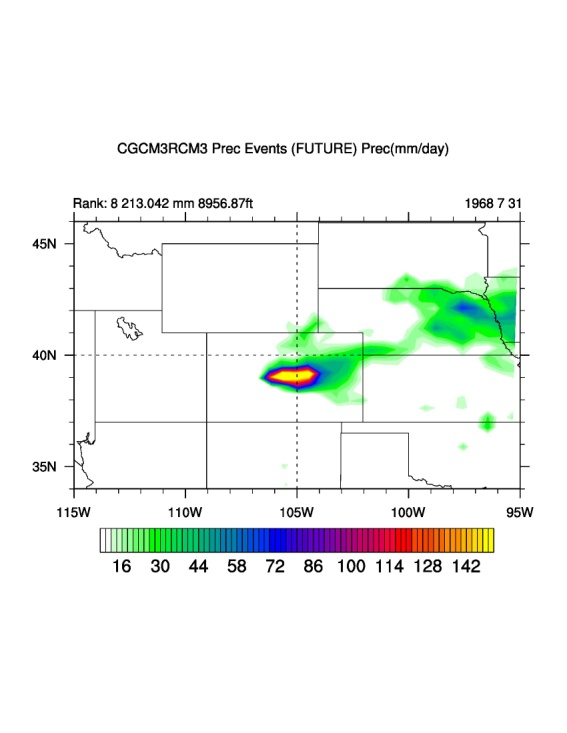 CGCM3RCM3 Prec Events (FUTURE) Prec(mm/day)
Rank: 8 213.042 mm 8956.87ft 1968 7 31
45N
40N
35N
115W 110W 105W 100W 95W
16 30 44 58 72 86 100 114 128 142